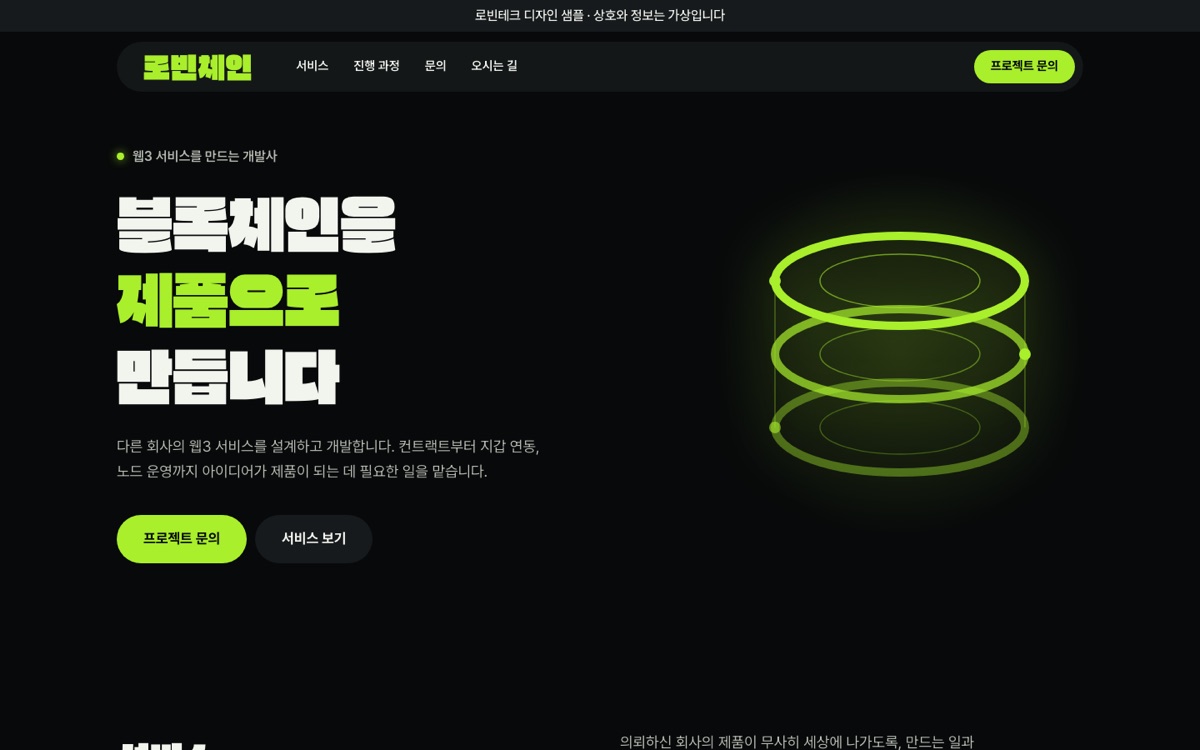 로빈테크 디자인 샘플 · 상호와 정보는 가상입니다
로빈체인
서비스
진행 과정
문의
오시는 길
프로젝트 문의
웹3 서비스를 만드는 개발사
블록체인을
제품으로
만듭니다
다른 회사의 웹3 서비스를 설계하고 개발합니다. 컨트랙트부터 지갑 연동,
노드 운영까지 아이디어가 제품이 되는 데 필요한 일을 맡습니다.
프로젝트 문의
서비스 보기
의뢰하신 회사의 제품이 무사히 세상에 나가도록, 만드는 일과